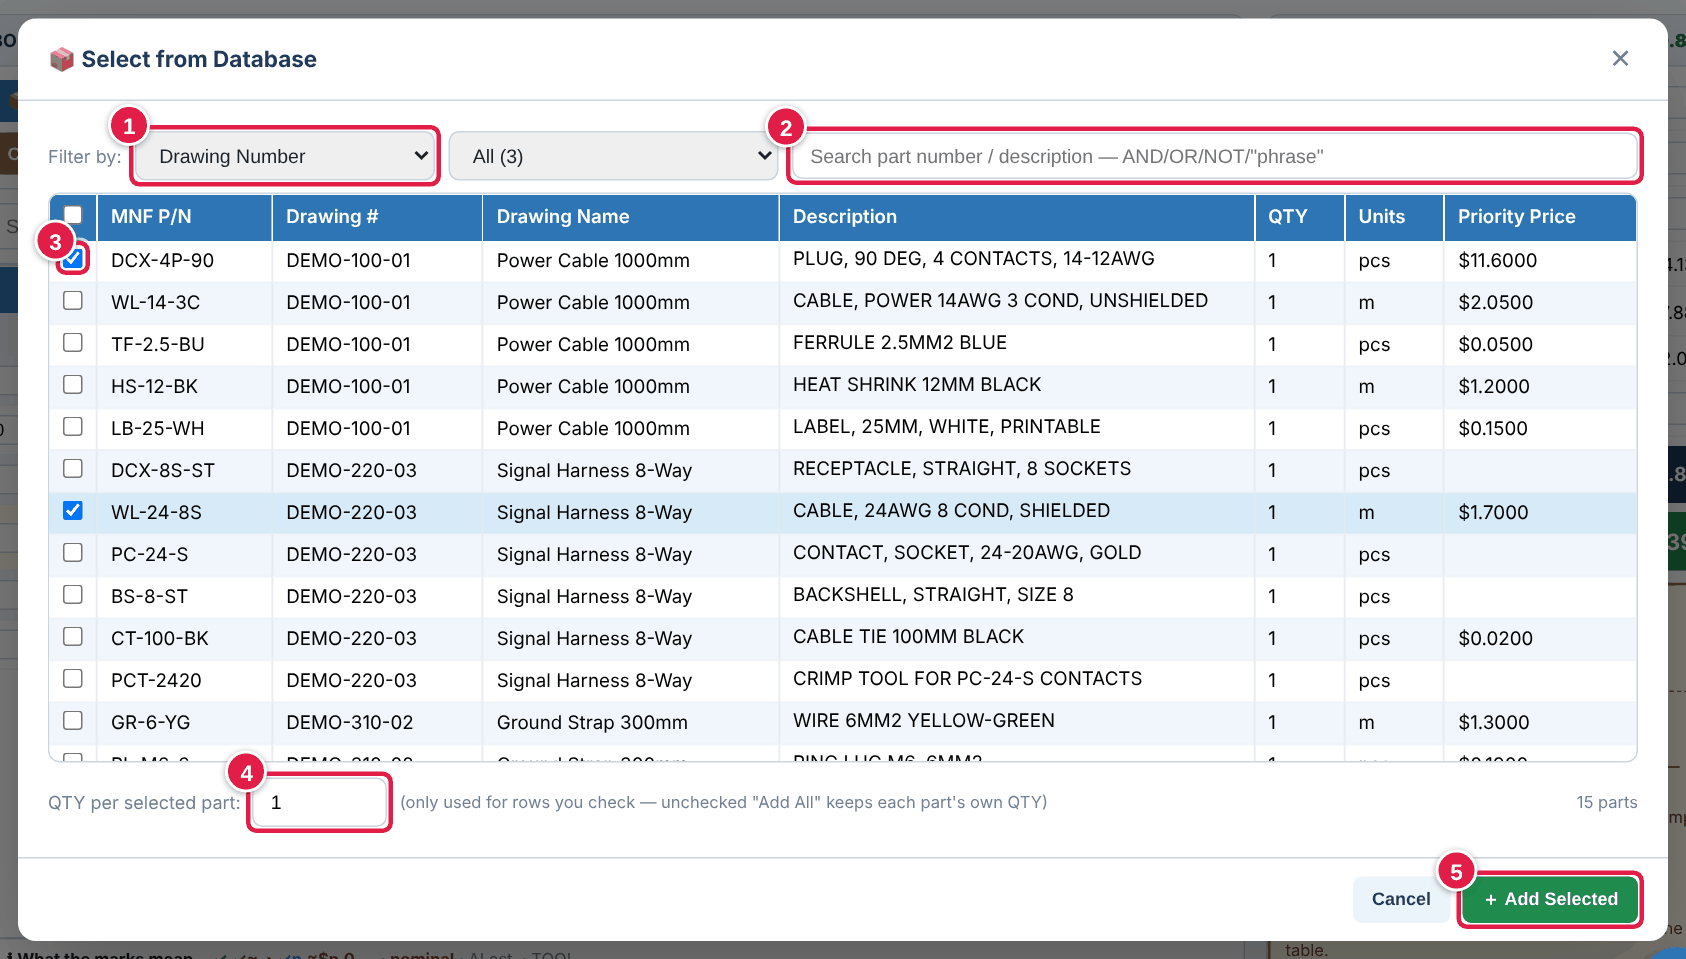 📦 Select from Database ✕
1 2
Filter by: Drawing Number All (3) Search part number / description — AND/OR/NOT/"phrase"
MNF P/N Drawing # Drawing Name Description QTY Units Priority Price
3 DCX-4P-90 DEMO-100-01 Power Cable 1000mm PLUG, 90 DEG, 4 CONTACTS, 14-12AWG 1 pcs $11.6000
WL-14-3C DEMO-100-01 Power Cable 1000mm CABLE, POWER 14AWG 3 COND, UNSHIELDED 1 m $2.0500
TF-2.5-BU DEMO-100-01 Power Cable 1000mm FERRULE 2.5MM2 BLUE 1 pcs $0.0500
HS-12-BK DEMO-100-01 Power Cable 1000mm HEAT SHRINK 12MM BLACK 1 m $1.2000
LB-25-WH DEMO-100-01 Power Cable 1000mm LABEL, 25MM, WHITE, PRINTABLE 1 pcs $0.1500
DCX-8S-ST DEMO-220-03 Signal Harness 8-Way RECEPTACLE, STRAIGHT, 8 SOCKETS 1 pcs
WL-24-8S DEMO-220-03 Signal Harness 8-Way CABLE, 24AWG 8 COND, SHIELDED 1 m $1.7000
PC-24-S DEMO-220-03 Signal Harness 8-Way CONTACT, SOCKET, 24-20AWG, GOLD 1 pcs
BS-8-ST DEMO-220-03 Signal Harness 8-Way BACKSHELL, STRAIGHT, SIZE 8 1 pcs
CT-100-BK DEMO-220-03 Signal Harness 8-Way CABLE TIE 100MM BLACK 1 pcs $0.0200
PCT-2420 DEMO-220-03 Signal Harness 8-Way CRIMP TOOL FOR PC-24-S CONTACTS 1 pcs
GR-6-YG DEMO-310-02 Ground Strap 300mm WIRE 6MM2 YELLOW-GREEN 1 m $1.3000
4
QTY per selected part: 1 (only used for rows you check — unchecked "Add All" keeps each part's own QTY) 15 parts
5
Cancel + Add Selected
table.